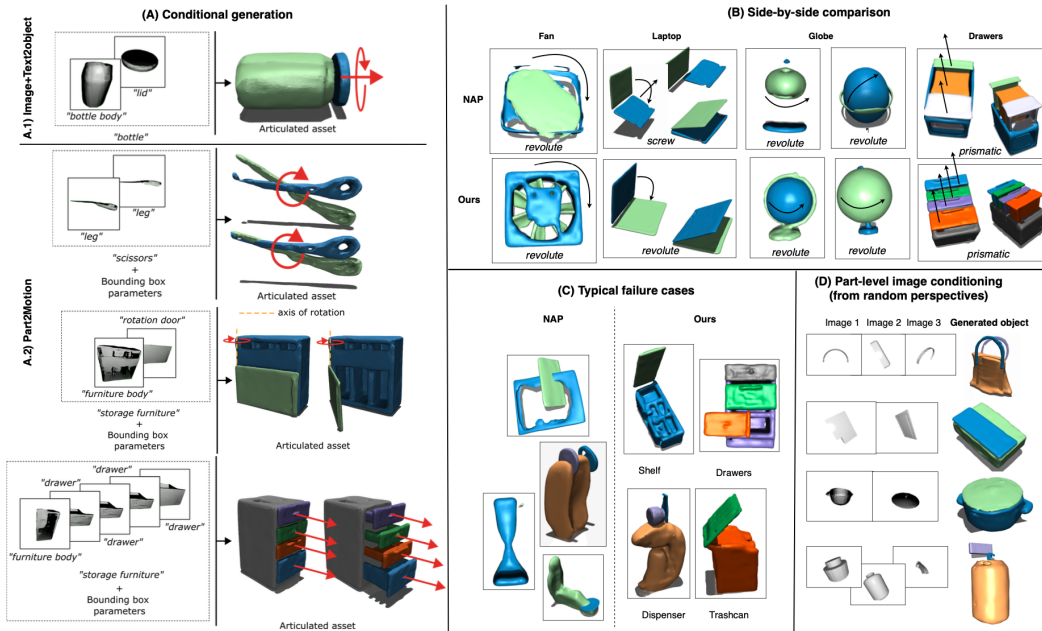 (A) Conditional generation
A.1) Image+Text2object
"lid"
"bottle body"
"bottle"
Articulated asset
A.2) Part2Motion
"leg"
"leg"
"scissors"
+
Bounding box
parameters
Articulated asset
axis of rotation
"rotation door"
"furniture body"
"storage furniture"
+
Bounding box
parameters
Articulated asset
"drawer"
"drawer"
"drawer"
"drawer"
"furniture body"
"storage furniture"
+
Bounding box
parameters
Articulated asset
(B) Side-by-side comparison
Fan
Laptop
Globe
Drawers
NAP
revolute
screw
revolute
revolute
prismatic
Ours
revolute
revolute
revolute
revolute
prismatic
(C) Typical failure cases
NAP
Ours
Shelf
Drawers
Dispenser
Trashcan
(D) Part-level image conditioning
(from random perspectives)
Image 1
Image 2
Image 3
Generated object